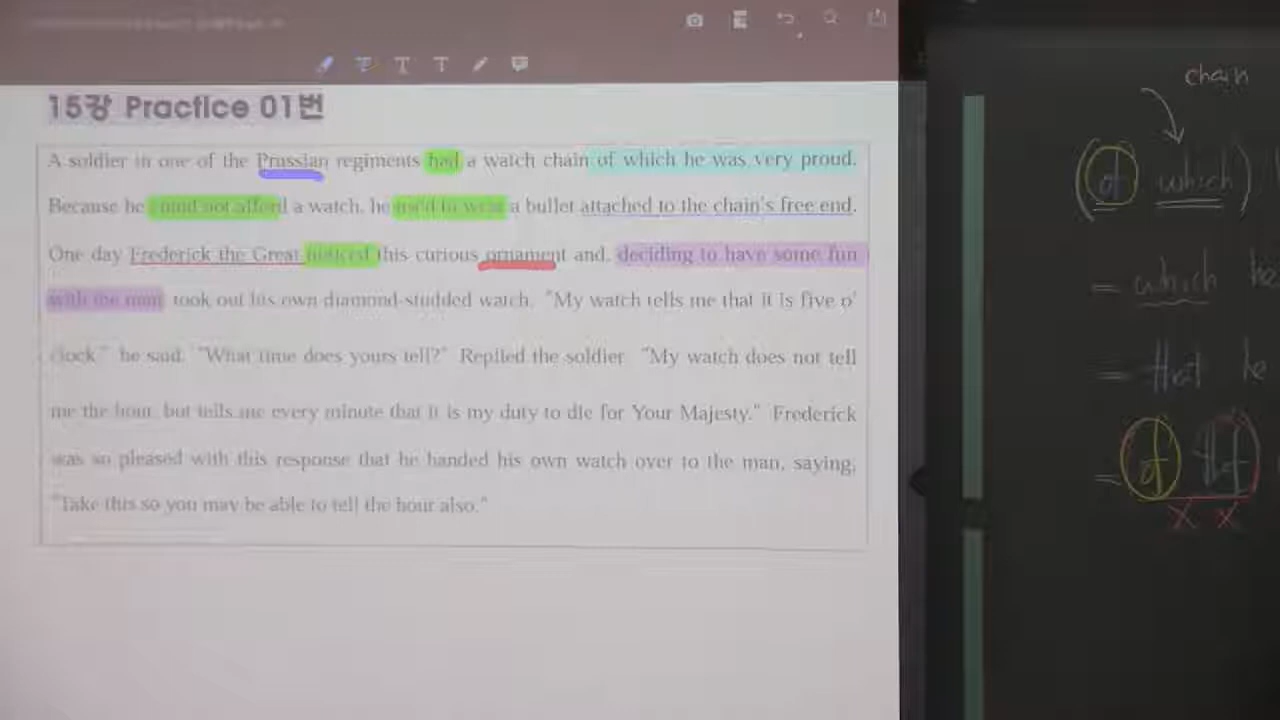 15강 Practice 01번
A soldier in one of the Prussian regiments had a watch chain of which he was very proud.
Because he could not afford a watch, he used to wear a bullet attached to the chain's free end.
One day Frederick the Great noticed this curious ornament and, deciding to have some fun
with the man, took out his own diamond-studded watch. "My watch tells me that it is five o'
clock," he said. "What time does yours tell?" Replied the soldier, "My watch does not tell
me the hour, but tells me every minute that it is my duty to die for Your Majesty." Frederick
was so pleased with this response that he handed his own watch over to the man, saying,
"Take this so you may be able to tell the hour also."
chain
(of which)
= which he
= that he
= of that
X X